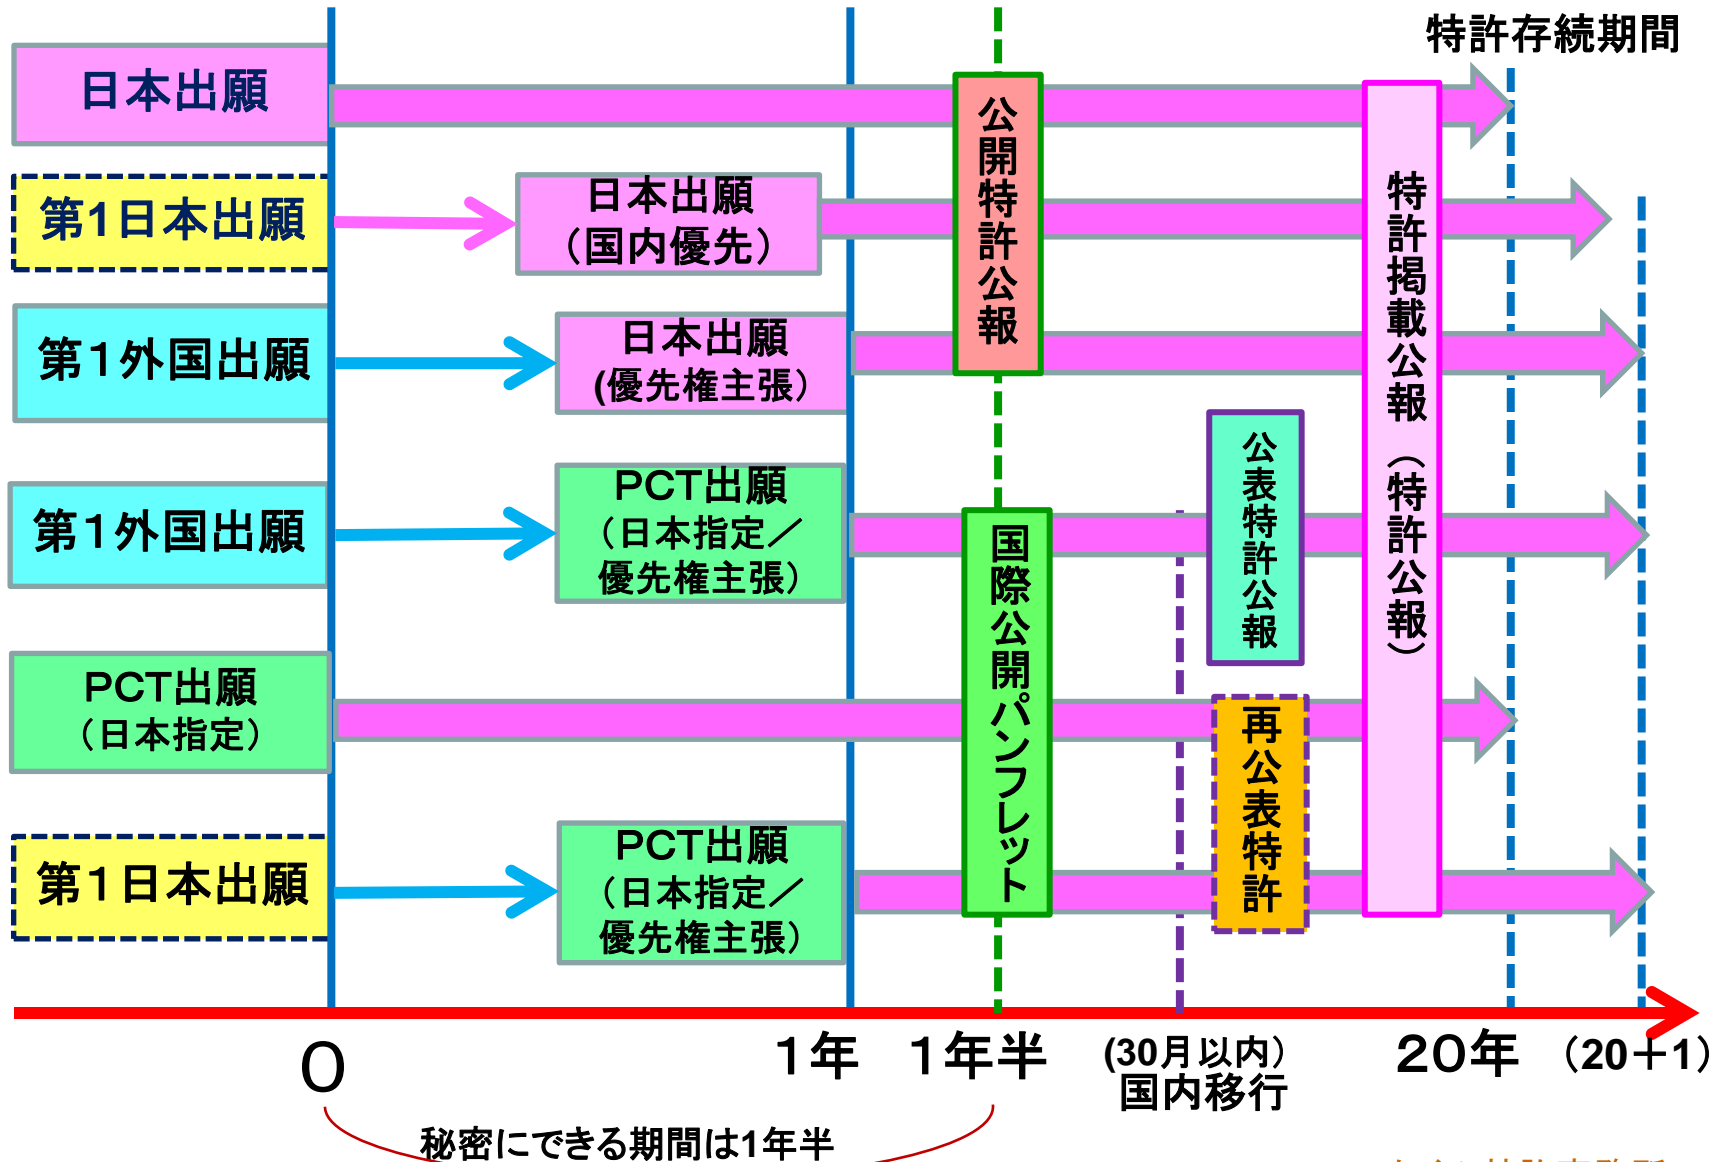 特許存続期間
日本出願
第1日本出願
日本出願
（国内優先）
第１外国出願
日本出願
(優先権主張）
第１外国出願
ＰＣＴ出願
（日本指定／
優先権主張）
ＰＣＴ出願
（日本指定）
第１日本出願
ＰＣＴ出願
（日本指定／
優先権主張）
公開特許公報
国際公開パンフレット
公表特許公報
再公表特許
特許掲載公報（特許公報）
０
１年
１年半
(30月以内）
国内移行
２０年
（20＋1）
秘密にできる期間は1年半